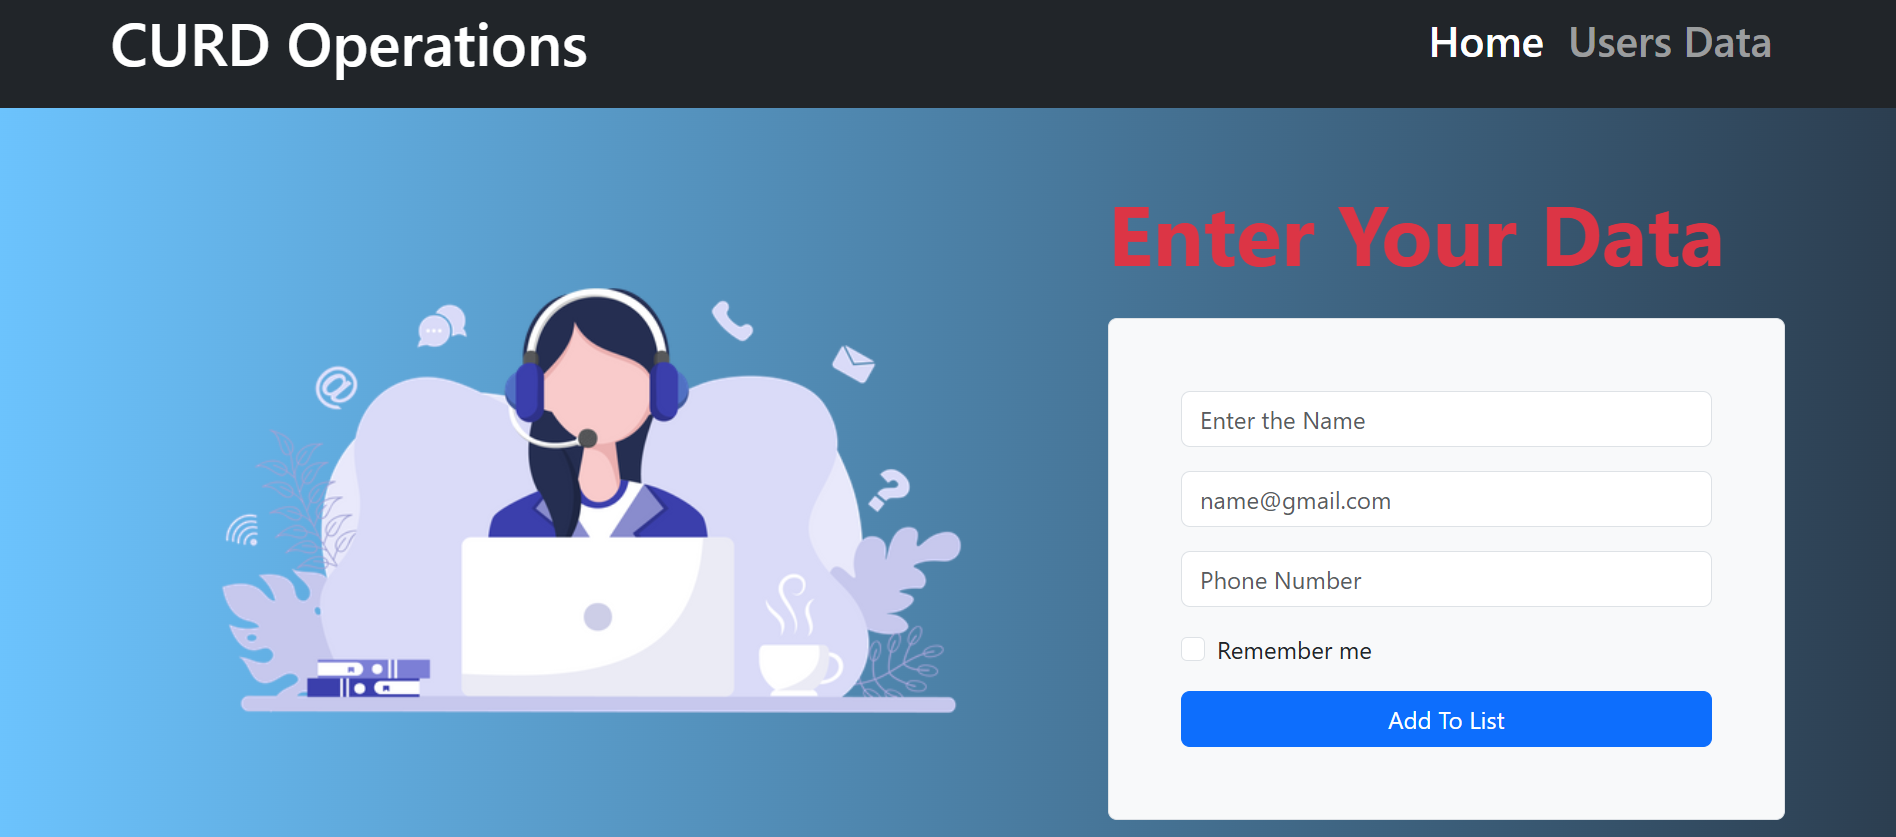 CURD Operations
Home Users Data
Enter Your Data
Enter the Name
name@gmail.com
Phone Number
Remember me
Add To List